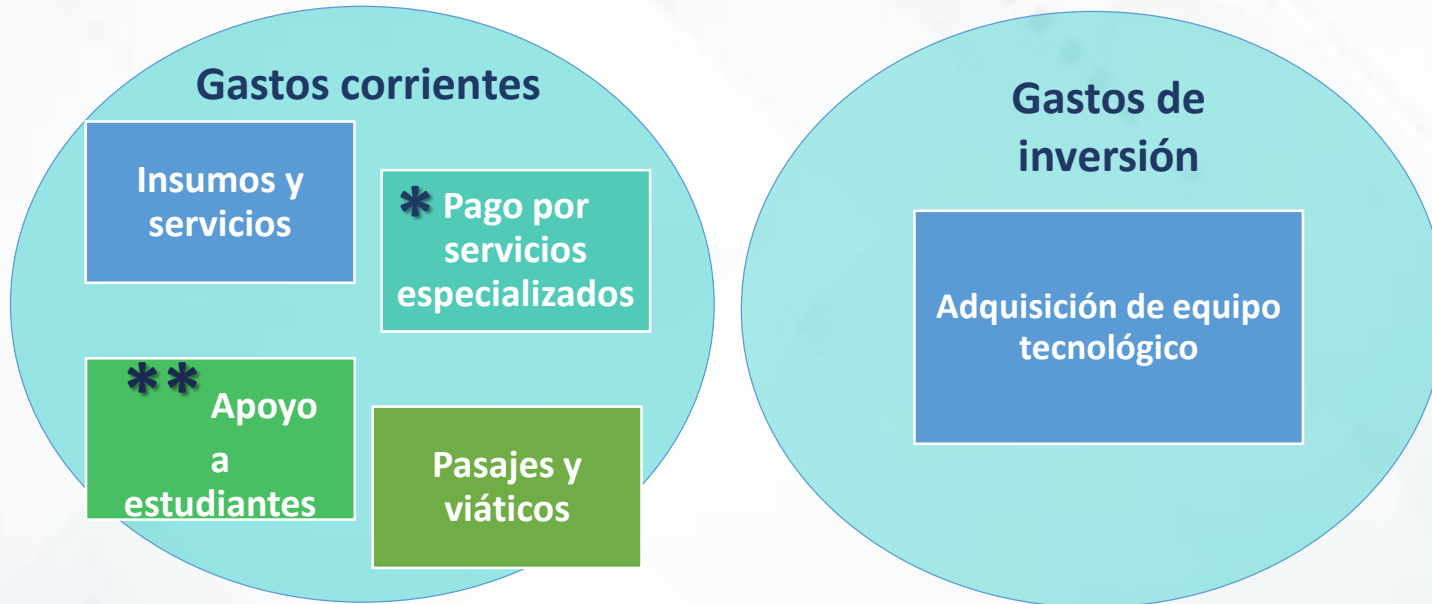 Gastos corrientes
Insumos y
servicios
* Pago por
servicios
especializados
** Apoyo
a
estudiantes
Pasajes y
viáticos
Gastos de
inversión
Adquisición de equipo
tecnológico